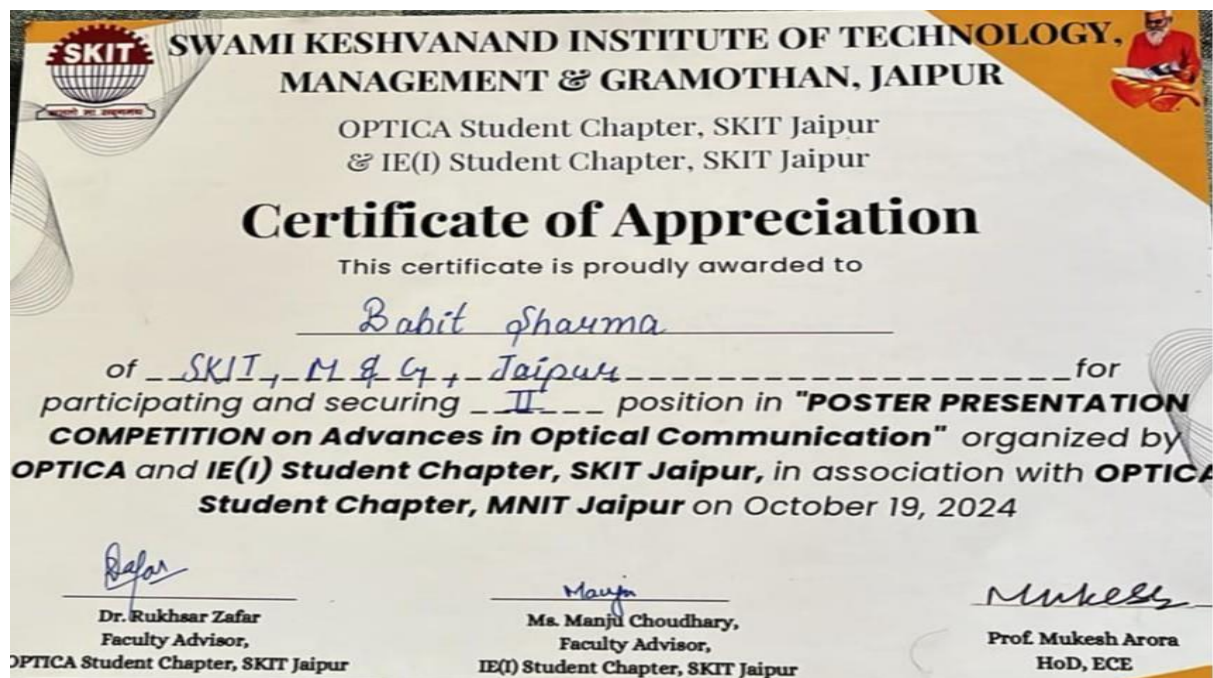 SKIT
SWAMI KESHVANAND INSTITUTE OF TECHNOLOGY,
MANAGEMENT & GRAMOTHAN, JAIPUR
OPTICA Student Chapter, SKIT Jaipur
& IE(I) Student Chapter, SKIT Jaipur
Certificate of Appreciation
This certificate is proudly awarded to
Babit Sharma
of SKIT, M & G, Jaipur for
participating and securing II position in "POSTER PRESENTATION
COMPETITION on Advances in Optical Communication" organized by
OPTICA and IE(I) Student Chapter, SKIT Jaipur, in association with OPTICA
Student Chapter, MNIT Jaipur on October 19, 2024
Zafar Manju Mukesh
Dr. Rukhsar Zafar Ms. Manju Choudhary, Prof. Mukesh Arora
Faculty Advisor, Faculty Advisor, HoD, ECE
OPTICA Student Chapter, SKIT Jaipur IE(I) Student Chapter, SKIT Jaipur